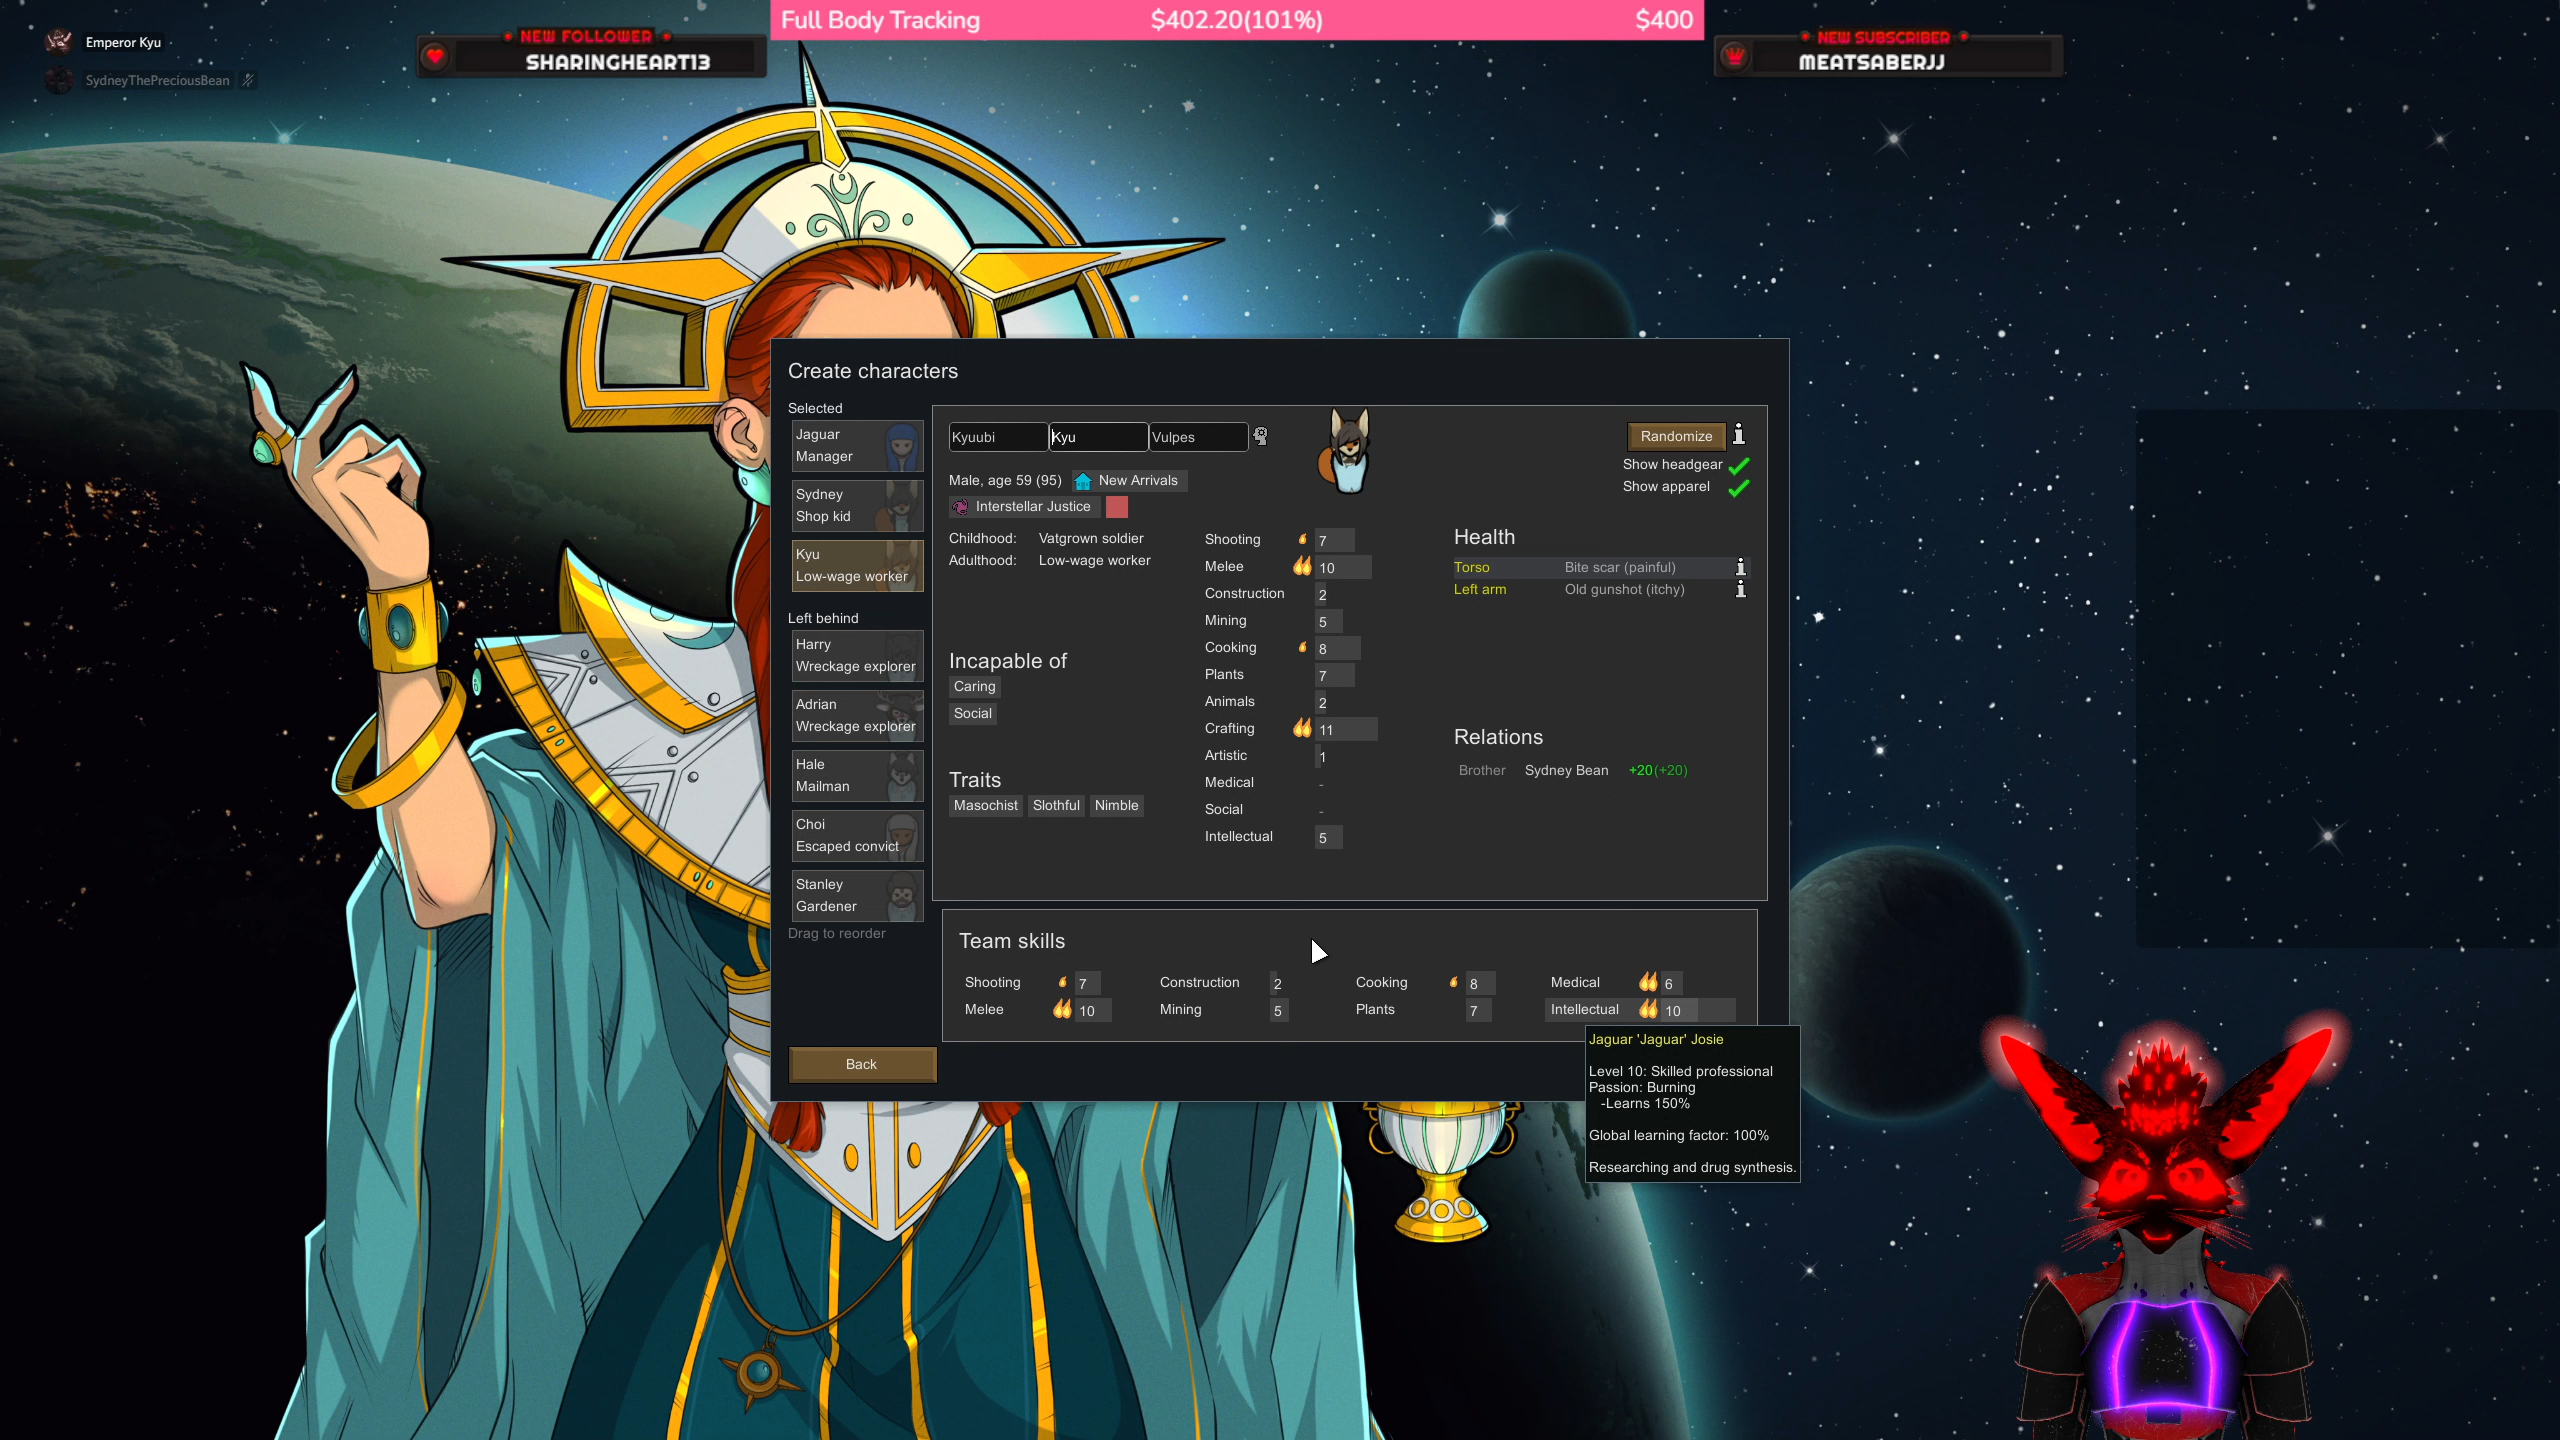 Full Body Tracking $402.20(101%) $400
Emperor Kyu
SydneyThePreciousBean
NEW FOLLOWER
SHARINGHEART13
NEW SUBSCRIBER
MEATSABERJJ
Create characters
Selected
Jaguar
Manager
Sydney
Shop kid
Kyu
Low-wage worker
Left behind
Harry
Wreckage explorer
Adrian
Wreckage explorer
Hale
Mailman
Choi
Escaped convict
Stanley
Gardener
Drag to reorder
Kyuubi Kyu Vulpes
Male, age 59 (95) New Arrivals
Interstellar Justice
Childhood: Vatgrown soldier
Adulthood: Low-wage worker
Incapable of
Caring
Social
Traits
Masochist Slothful Nimble
Shooting 7
Melee 10
Construction 2
Mining 5
Cooking 8
Plants 7
Animals 2
Crafting 11
Artistic 1
Medical -
Social -
Intellectual 5
Randomize
Show headgear
Show apparel
Health
Torso Bite scar (painful)
Left arm Old gunshot (itchy)
Relations
Brother Sydney Bean +20(+20)
Team skills
Shooting 7 Construction 2 Cooking 8 Medical 6
Melee 10 Mining 5 Plants 7 Intellectual 10
Back
Jaguar 'Jaguar' Josie
Level 10: Skilled professional
Passion: Burning
-Learns 150%
Global learning factor: 100%
Researching and drug synthesis.